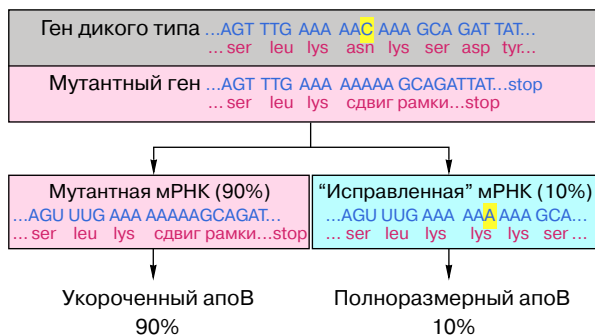 Ген дикого типа ...AGT TTG AAA AAC AAA GCA GAT TAT...
... ser leu lys asn lys ser asp tyr...
Мутантный ген ...AGT TTG AAA AAAAA GCAGATTAT...stop
... ser leu lys сдвиг рамки...stop
Мутантная мРНК (90%)
...AGU UUG AAA AAAAAGCAGAT...
... ser leu lys сдвиг рамки...stop
“Исправленная” мРНК (10%)
...AGU UUG AAA AAA AAA GCA...
... ser leu lys lys lys ser ...
Укороченный апоВ
90%
Полноразмерный апоВ
10%